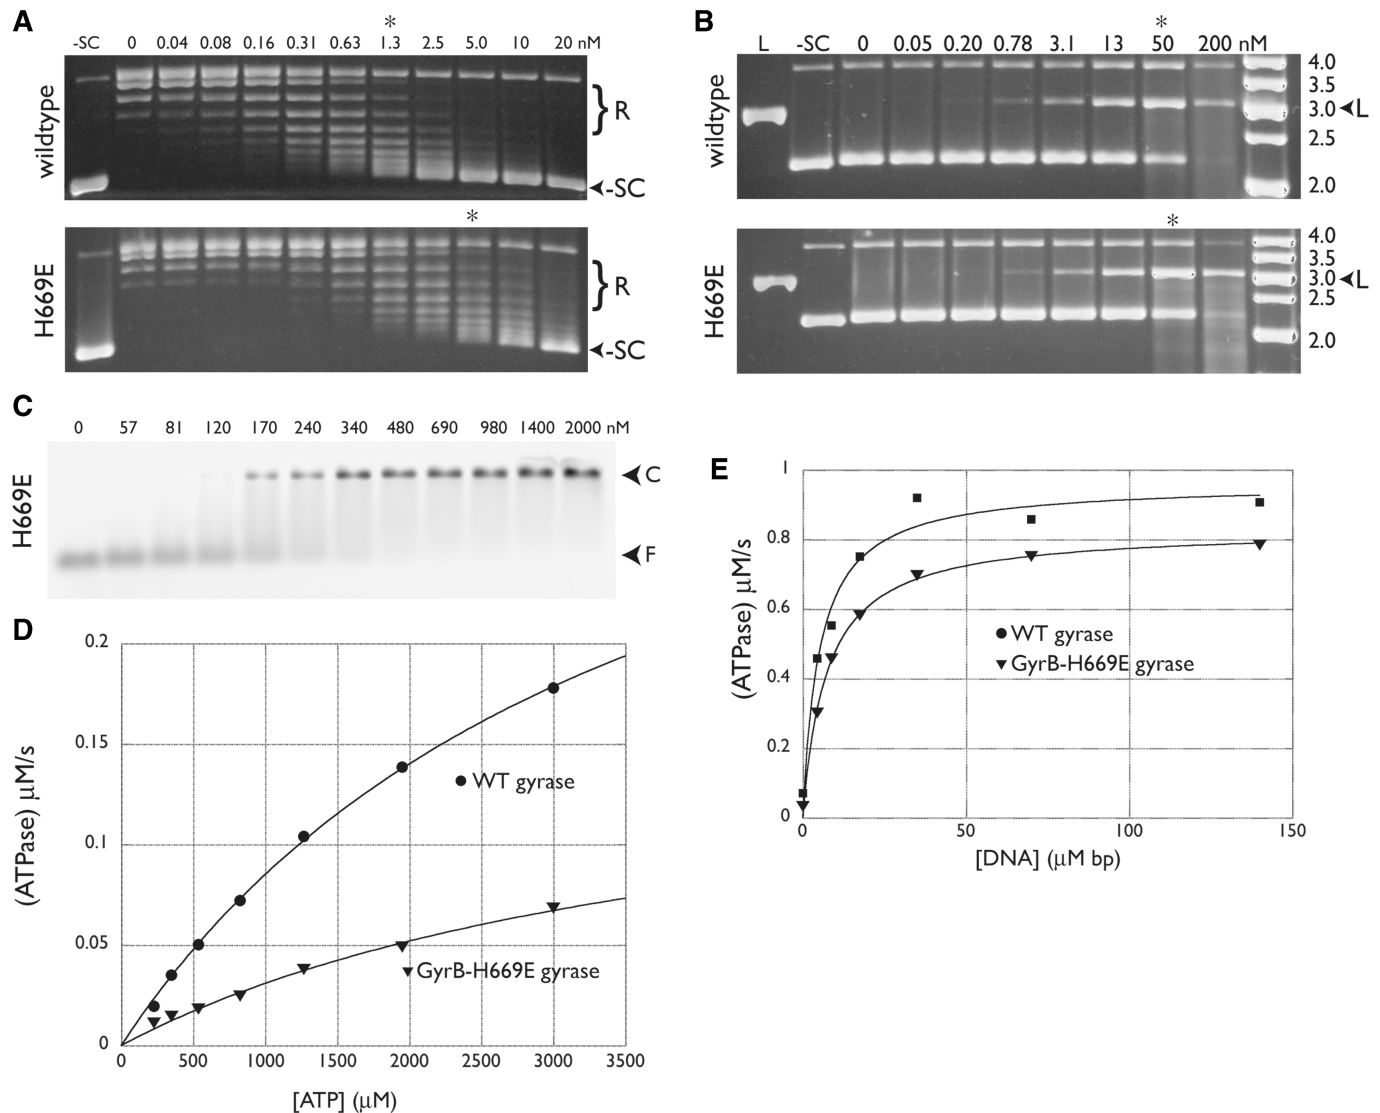 A
*
-SC 0 0.04 0.08 0.16 0.31 0.63 1.3 2.5 5.0 10 20 nM
wildtype
R
-SC
*
H669E
R
-SC
B
*
L -SC 0 0.05 0.20 0.78 3.1 13 50 200 nM
wildtype
4.0
3.5
3.0 L
2.5
2.0
*
H669E
4.0
3.5
3.0 L
2.5
2.0
C
0 57 81 120 170 240 340 480 690 980 1400 2000 nM
H669E
C
F
D
(ATPase) μM/s
0.2
0.15
0.1
0.05
0
WT gyrase
GyrB-H669E gyrase
0 500 1000 1500 2000 2500 3000 3500
[ATP] (μM)
E
(ATPase) μM/s
1
0.8
0.6
0.4
0.2
0
WT gyrase
GyrB-H669E gyrase
0 50 100 150
[DNA] (μM bp)